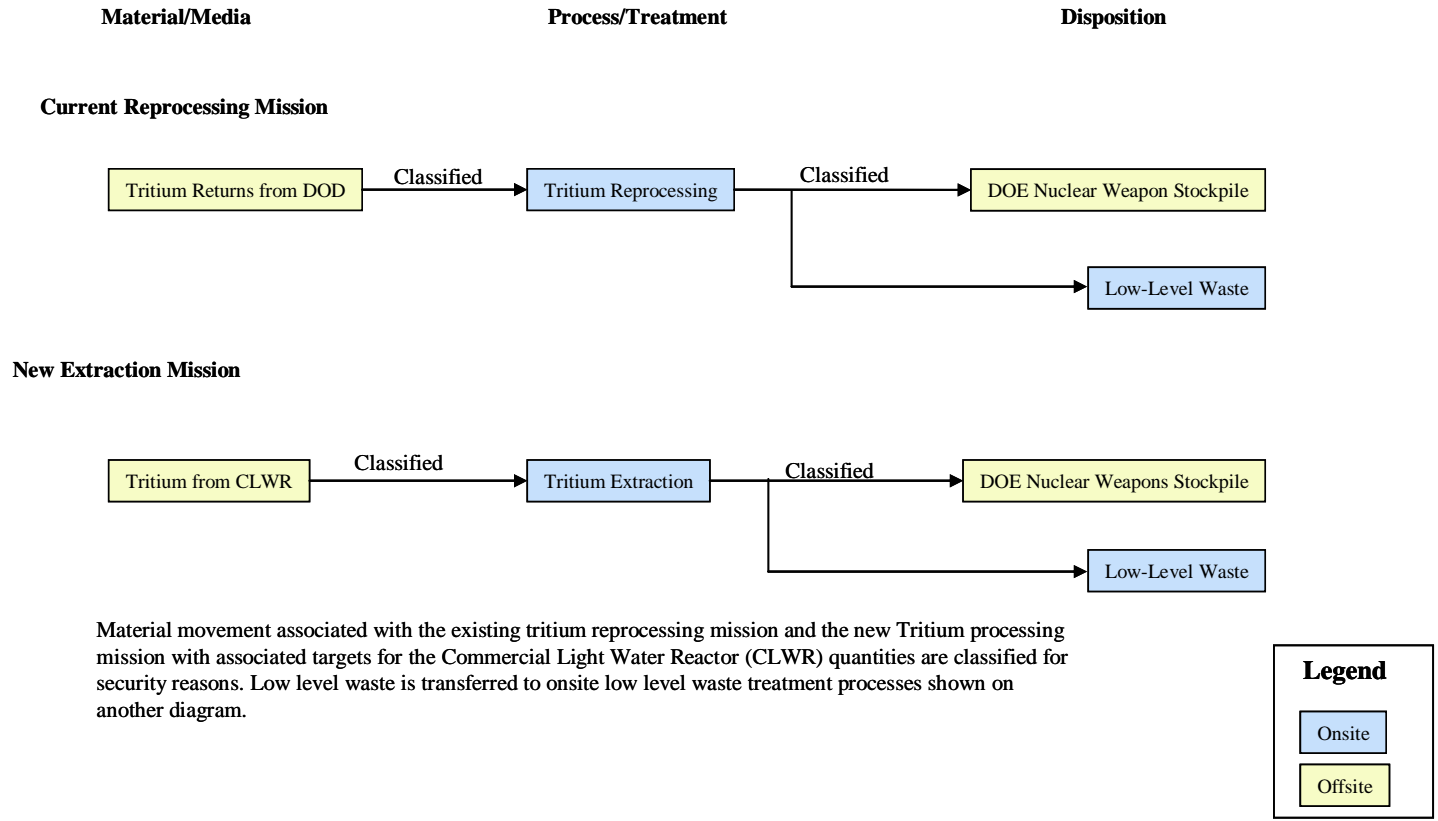 Material/Media
Process/Treatment
Disposition
Current Reprocessing Mission
Tritium Returns from DOD
Classified
Tritium Reprocessing
Classified
DOE Nuclear Weapon Stockpile
Low-Level Waste
New Extraction Mission
Tritium from CLWR
Classified
Tritium Extraction
Classified
DOE Nuclear Weapons Stockpile
Low-Level Waste
Material movement associated with the existing tritium reprocessing mission and the new Tritium processing
mission with associated targets for the Commercial Light Water Reactor (CLWR) quantities are classified for
security reasons. Low level waste is transferred to onsite low level waste treatment processes shown on
another diagram.
Legend
Onsite
Offsite